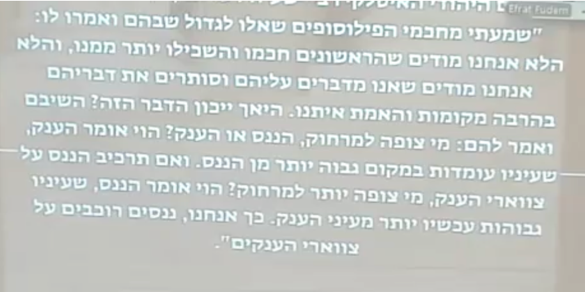 היהודי האיטלקי
Efrat Fudem
"שמעתי מחכמי הפילוסופים שאלו לגדול שבהם ואמרו לו:
הלא אנחנו מודים שהראשונים חכמו והשכילו יותר ממנו, והלא
אנחנו מודים שאנו מדברים עליהם וסותרים את דבריהם
בהרבה מקומות והאמת איתנו. היאך ייכון הדבר הזה? השיבם
ואמר להם: מי צופה למרחוק, הננס או הענק? הוי אומר הענק,
שעיניו עומדות במקום גבוה יותר מן הננס. ואם תרכיב הננס על
צווארי הענק, מי צופה יותר למרחוק? הוי אומר הננס, שעיניו
גבוהות עכשיו יותר מעיני הענק. כך אנחנו, ננסים רוכבים על
צווארי הענקים".